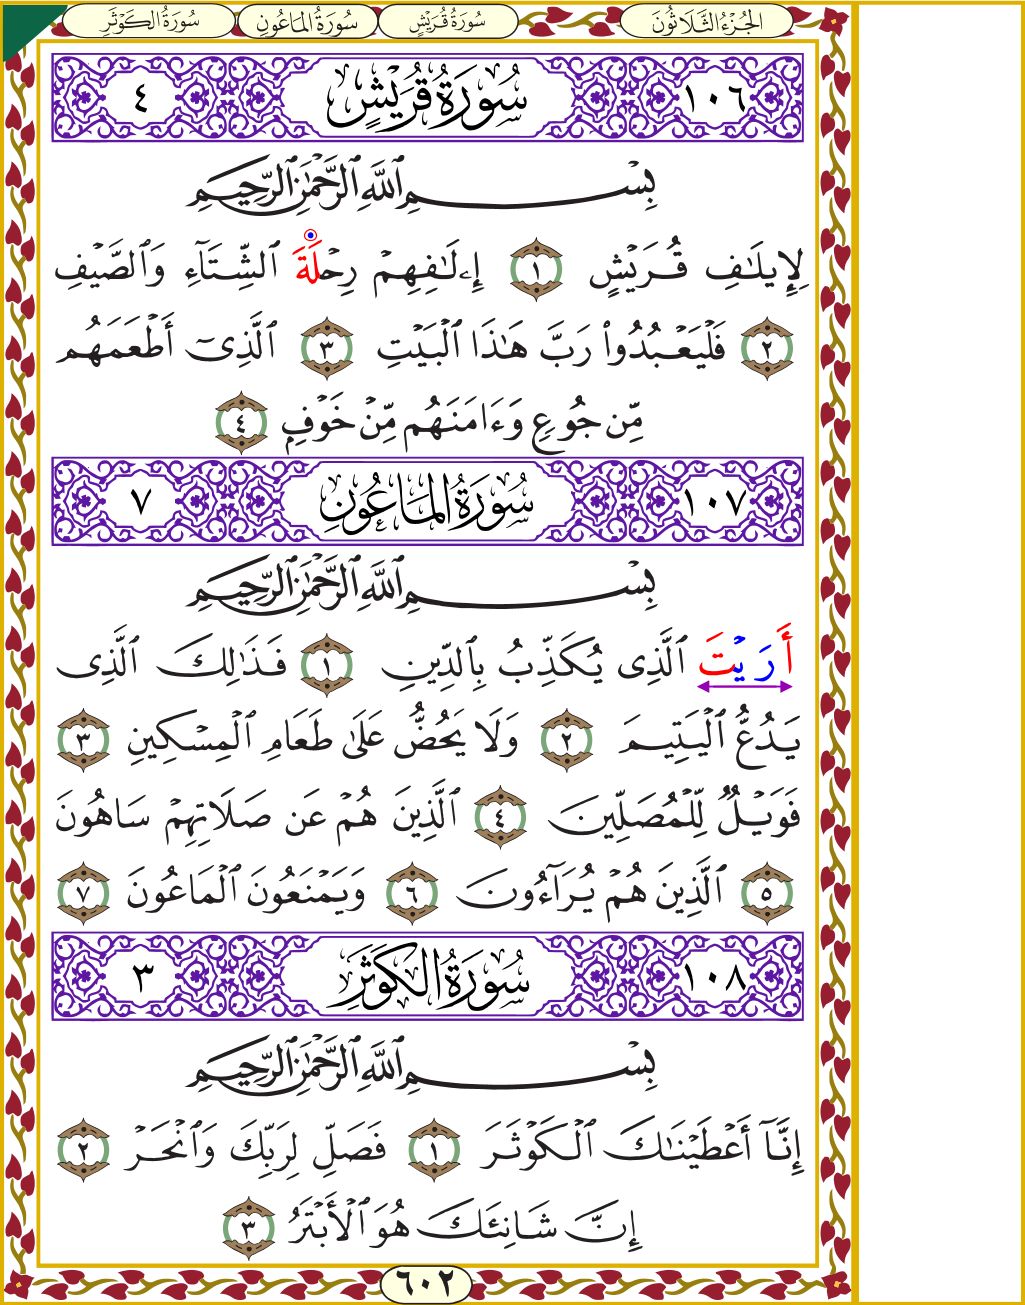 الجُزْءُ الثَّلَاثُونَ سُورَةُ قُرَيْشٍ سُورَةُ المَاعُونِ سُورَةُ الكَوْثَرِ
١٠٦ سُورَةُ قُرَيْشٍ ٤
بِسْمِ ٱللَّهِ ٱلرَّحْمَٰنِ ٱلرَّحِيمِ
لِإِيلَٰفِ قُرَيْشٍ ١ إِۦلَٰفِهِمْ رِحْلَةَ ٱلشِّتَآءِ وَٱلصَّيْفِ
٢ فَلْيَعْبُدُوا۟ رَبَّ هَٰذَا ٱلْبَيْتِ ٣ ٱلَّذِىٓ أَطْعَمَهُم
مِّن جُوعٍ وَءَامَنَهُم مِّنْ خَوْفٍۭ ٤
١٠٧ سُورَةُ المَاعُونِ ٧
بِسْمِ ٱللَّهِ ٱلرَّحْمَٰنِ ٱلرَّحِيمِ
أَرَيْتَ ٱلَّذِى يُكَذِّبُ بِٱلدِّينِ ١ فَذَٰلِكَ ٱلَّذِى
يَدُعُّ ٱلْيَتِيمَ ٢ وَلَا يَحُضُّ عَلَىٰ طَعَامِ ٱلْمِسْكِينِ ٣
فَوَيْلٌ لِّلْمُصَلِّينَ ٤ ٱلَّذِينَ هُمْ عَن صَلَاتِهِمْ سَاهُونَ
٥ ٱلَّذِينَ هُمْ يُرَآءُونَ ٦ وَيَمْنَعُونَ ٱلْمَاعُونَ ٧
١٠٨ سُورَةُ الكَوْثَرِ ٣
بِسْمِ ٱللَّهِ ٱلرَّحْمَٰنِ ٱلرَّحِيمِ
إِنَّآ أَعْطَيْنَٰكَ ٱلْكَوْثَرَ ١ فَصَلِّ لِرَبِّكَ وَٱنْحَرْ ٢
إِنَّ شَانِئَكَ هُوَ ٱلْأَبْتَرُ ٣
٦٠٢